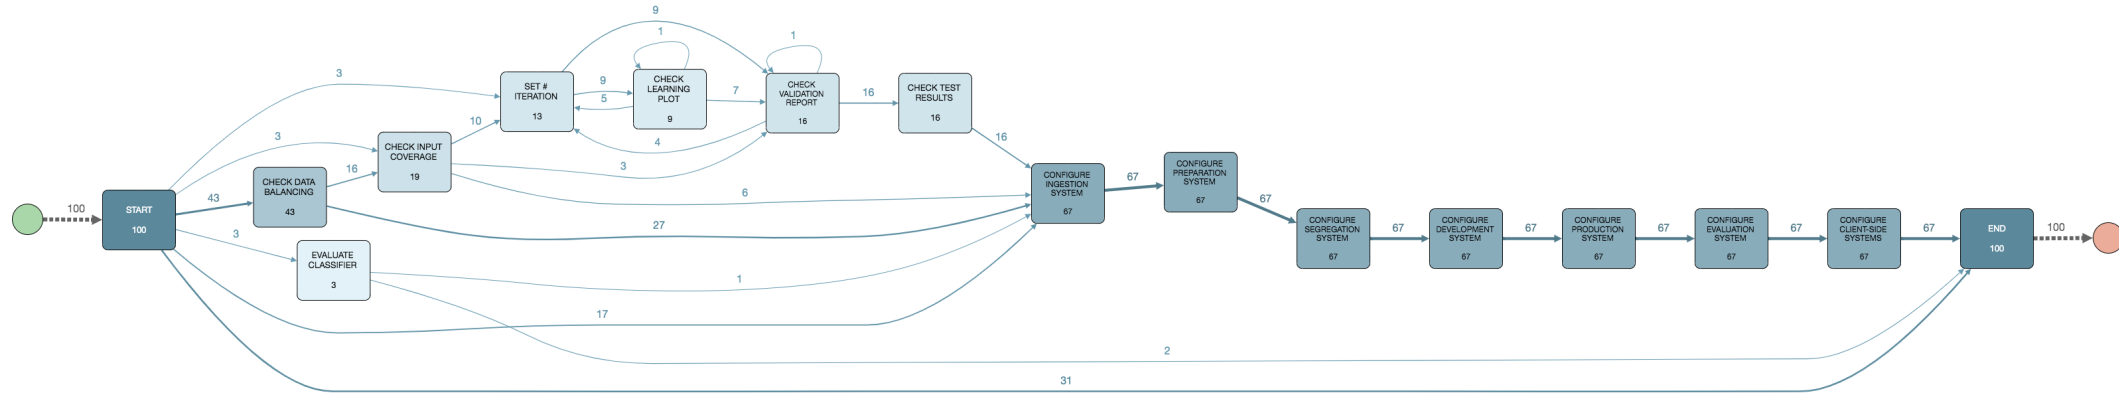 100
START
100
3
3
43
3
CHECK DATA
BALANCING
43
EVALUATE
CLASSIFIER
3
16
CHECK INPUT
COVERAGE
19
10
3
6
27
1
17
2
31
SET #
ITERATION
13
9
9
5
1
CHECK
LEARNING
PLOT
9
7
4
1
CHECK
VALIDATION
REPORT
16
16
CHECK TEST
RESULTS
16
16
CONFIGURE
INGESTION
SYSTEM
67
67
CONFIGURE
PREPARATION
SYSTEM
67
67
CONFIGURE
SEGREGATION
SYSTEM
67
67
CONFIGURE
DEVELOPMENT
SYSTEM
67
67
CONFIGURE
PRODUCTION
SYSTEM
67
67
CONFIGURE
EVALUATION
SYSTEM
67
67
CONFIGURE
CLIENT-SIDE
SYSTEMS
67
67
END
100
100